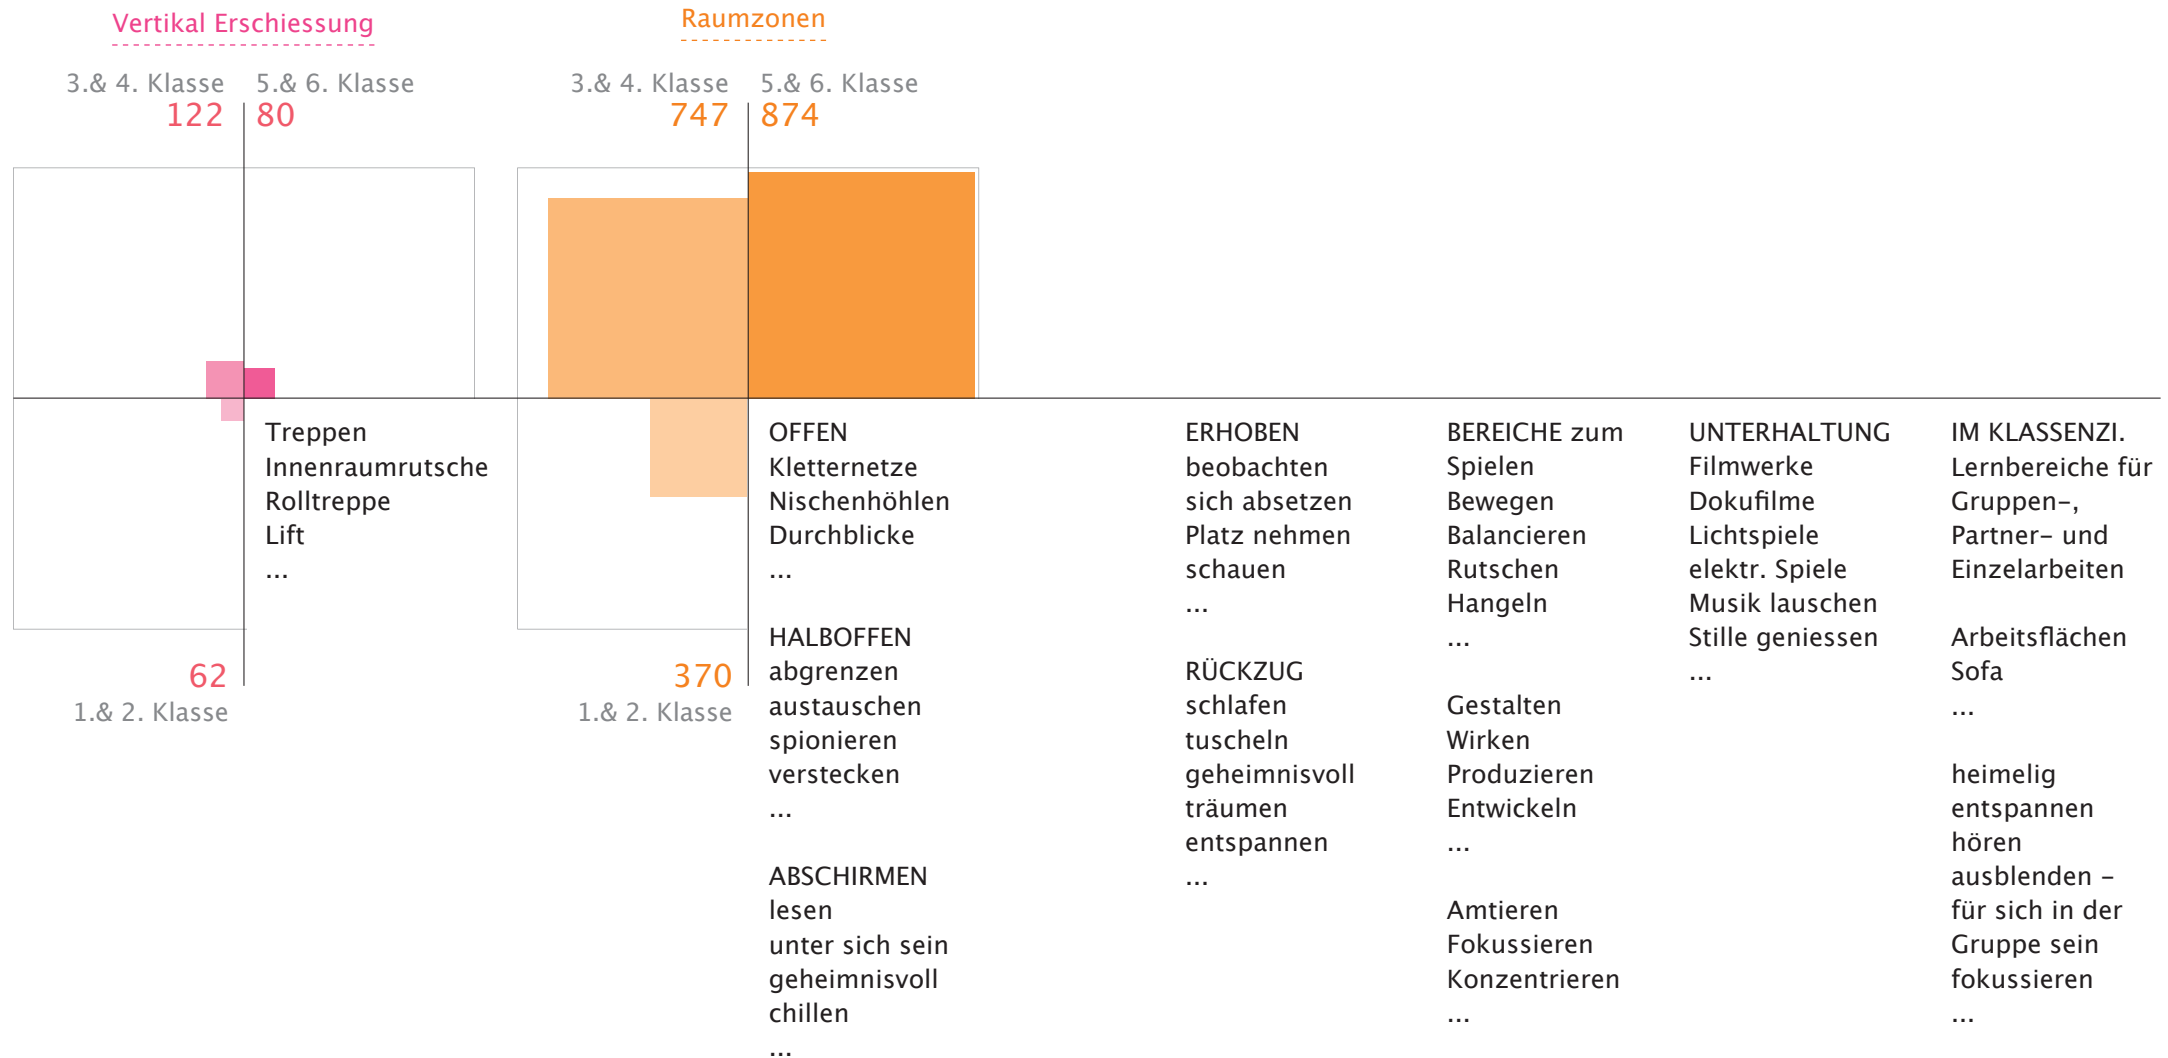 Vertikal Erschiessung
3.& 4. Klasse 5.& 6. Klasse
122 80
62
1.& 2. Klasse
Treppen
Innenraumrutsche
Rolltreppe
Lift
...
Raumzonen
3.& 4. Klasse 5.& 6. Klasse
747 874
370
1.& 2. Klasse
OFFEN
Kletternetze
Nischenhöhlen
Durchblicke
...
HALBOFFEN
abgrenzen
austauschen
spionieren
verstecken
...
ABSCHIRMEN
lesen
unter sich sein
geheimnisvoll
chillen
...
ERHOBEN
beobachten
sich absetzen
Platz nehmen
schauen
...
RÜCKZUG
schlafen
tuscheln
geheimnisvoll
träumen
entspannen
...
BEREICHE zum
Spielen
Bewegen
Balancieren
Rutschen
Hangeln
...
Gestalten
Wirken
Produzieren
Entwickeln
...
Amtieren
Fokussieren
Konzentrieren
...
UNTERHALTUNG
Filmwerke
Dokufilme
Lichtspiele
elektr. Spiele
Musik lauschen
Stille geniessen
...
IM KLASSENZI.
Lernbereiche für
Gruppen-,
Partner- und
Einzelarbeiten
Arbeitsflächen
Sofa
...
heimelig
entspannen
hören
ausblenden -
für sich in der
Gruppe sein
fokussieren
...